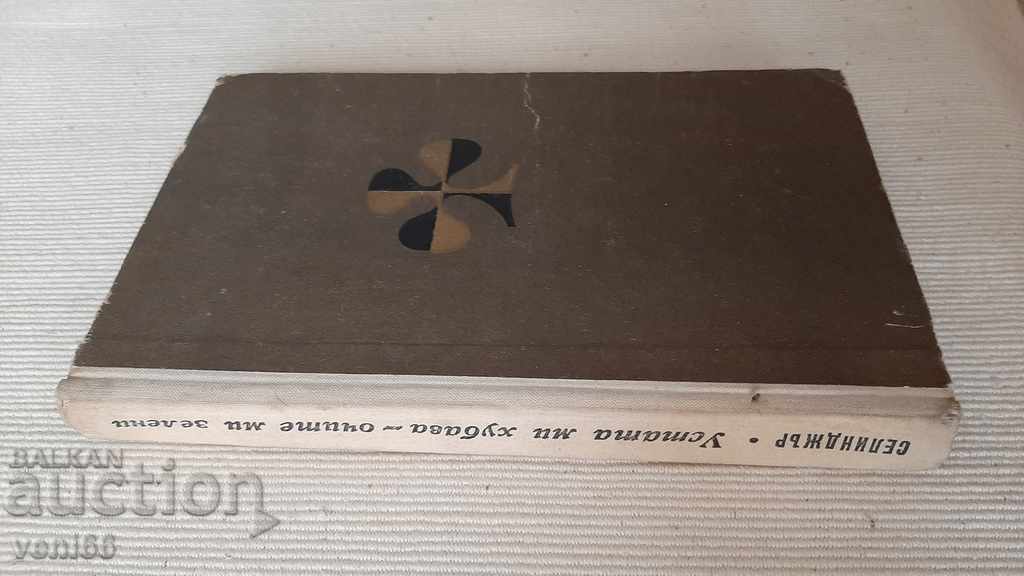 СЕЛИНДЖЪР • Устата ми хубава — очите ми зелени
BALKAN
auction
veni66